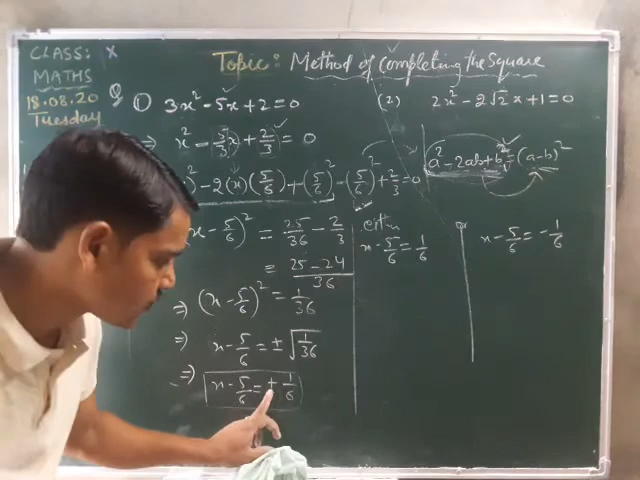 CLASS: X
MATHS
18.08.20
Tuesday
Topic: Method of completing the Square
Q (1) 3x² - 5x + 2 = 0
⇒ x² - 5/3 x + 2/3 = 0
)² - 2(x)(5/6) + (5/6)² - (5/6)² + 2/3 = 0
x - 5/6)² = 25/36 - 2/3
= 25 - 24/36
⇒ (x - 5/6)² = 1/36
⇒ x - 5/6 = ± √1/36
⇒ x - 5/6 = ± 1/6
x - 5/6 = 1/6
x - 5/6 = - 1/6
(2) 2x² - 2√2 x + 1 = 0
a² - 2ab + b² = (a - b)²